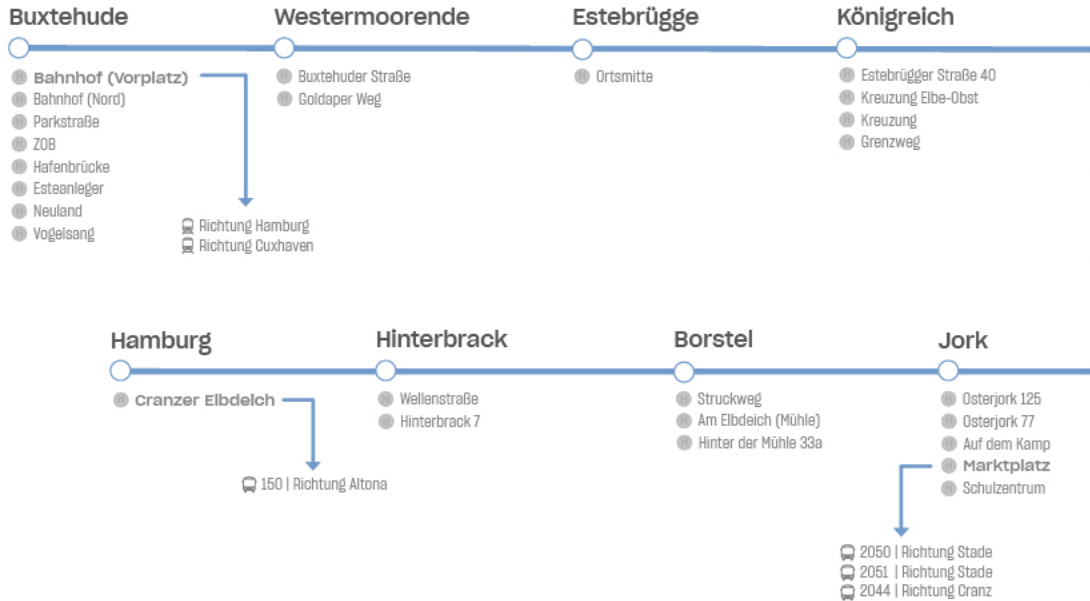 Buxtehude
Bahnhof (Vorplatz)
Bahnhof (Nord)
Parkstraße
ZOB
Hafenbrücke
Esteanleger
Neuland
Vogelsang
Richtung Hamburg
Richtung Cuxhaven
Westermoorende
Buxtehuder Straße
Goldaper Weg
Estebrügge
Ortsmitte
Königreich
Estebrügger Straße 40
Kreuzung Elbe-Obst
Kreuzung
Grenzweg
Hamburg
Cranzer Elbdeich
150 | Richtung Altona
Hinterbrack
Wellenstraße
Hinterbrack 7
Borstel
Struckweg
Am Elbdeich (Mühle)
Hinter der Mühle 33a
Jork
Osterjork 125
Osterjork 77
Auf dem Kamp
Marktplatz
Schulzentrum
2050 | Richtung Stade
2051 | Richtung Stade
2044 | Richtung Cranz